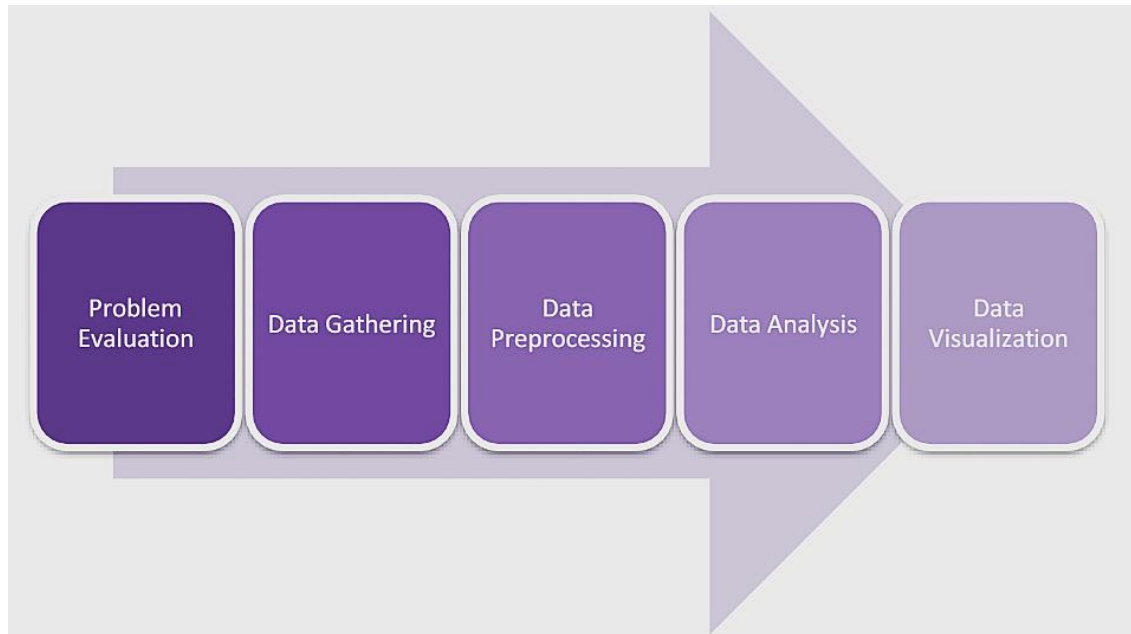 Problem
Evaluation
Data Gathering
Data
Preprocessing
Data Analysis
Data
Visualization